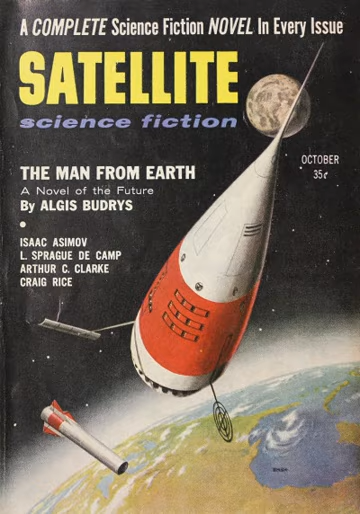 A COMPLETE Science Fiction NOVEL In Every Issue
SATELLITE
science fiction
OCTOBER
35¢
THE MAN FROM EARTH
A Novel of the Future
By ALGIS BUDRYS
ISAAC ASIMOV
L. SPRAGUE DE CAMP
ARTHUR C. CLARKE
CRAIG RICE